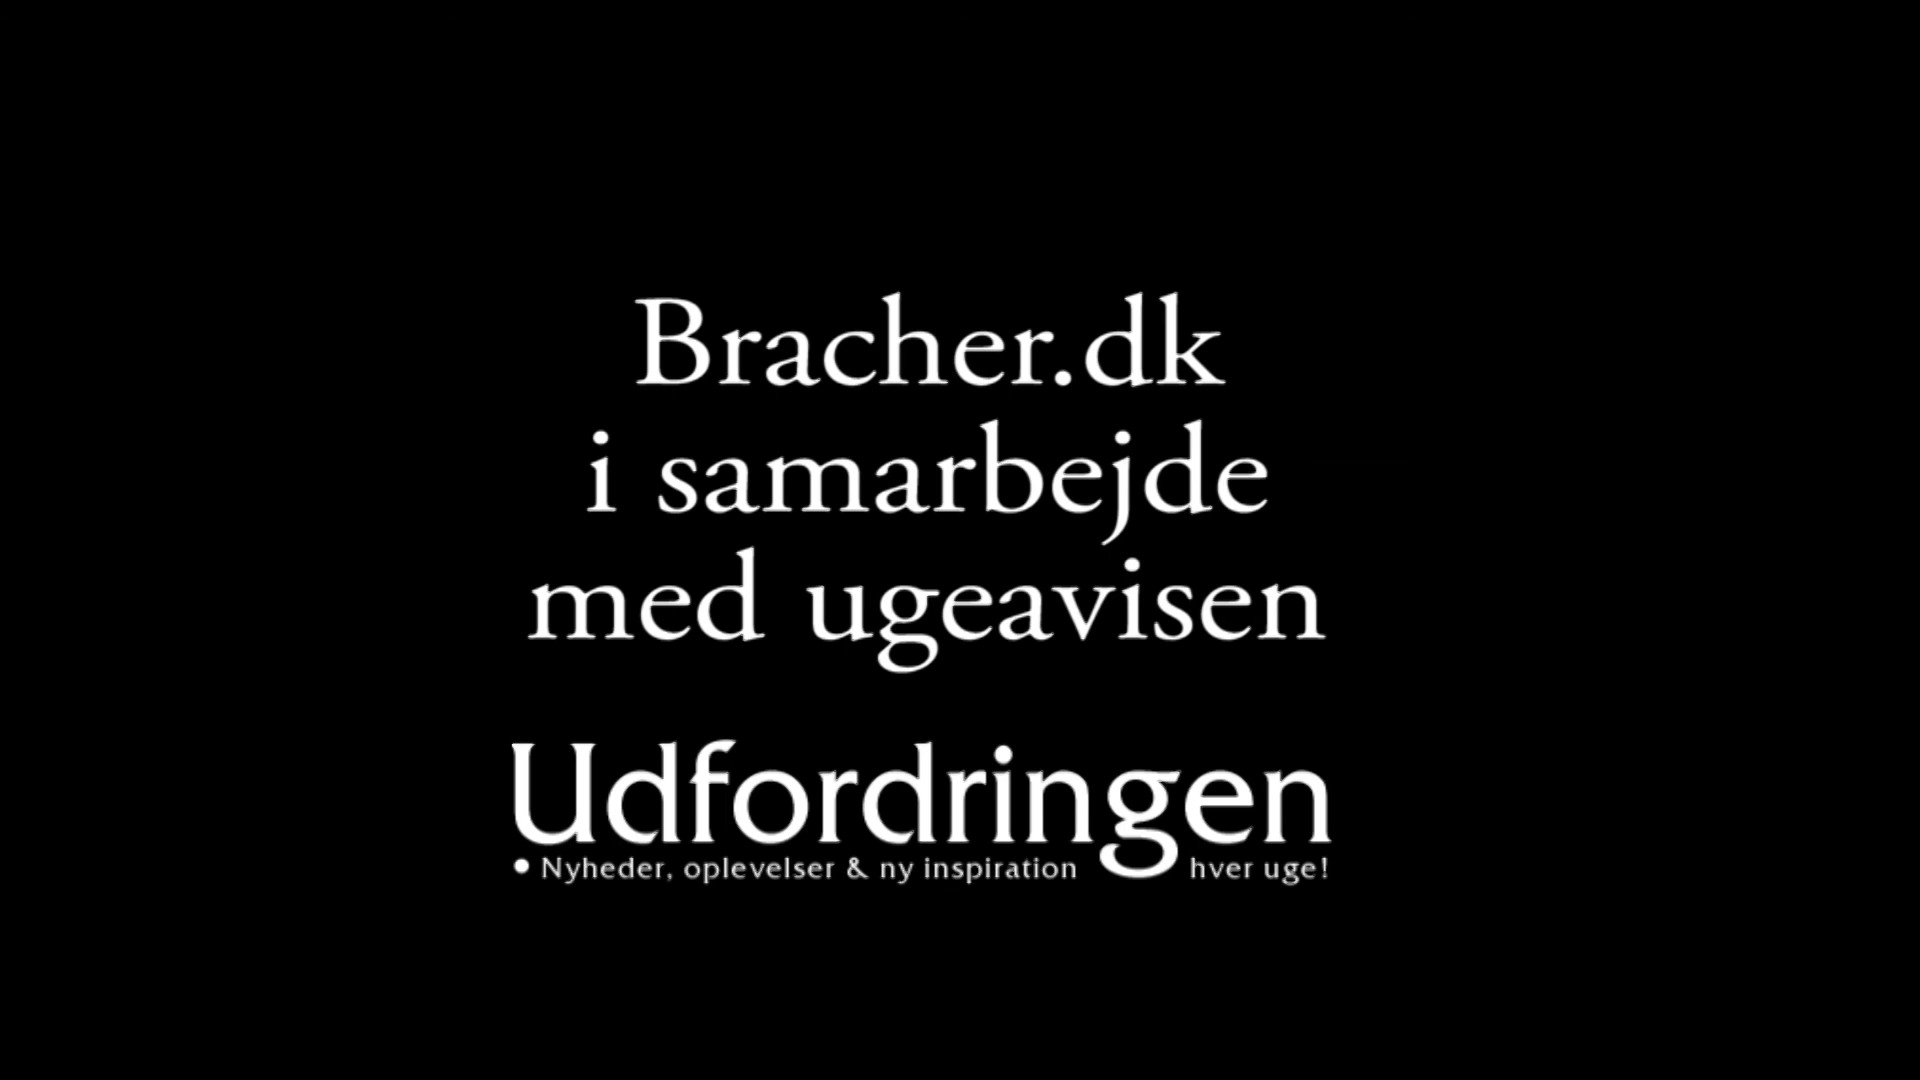 Bracher.dk
i samarbejde
med ugeavisen
Udfordringen
• Nyheder, oplevelser & ny inspiration hver uge!